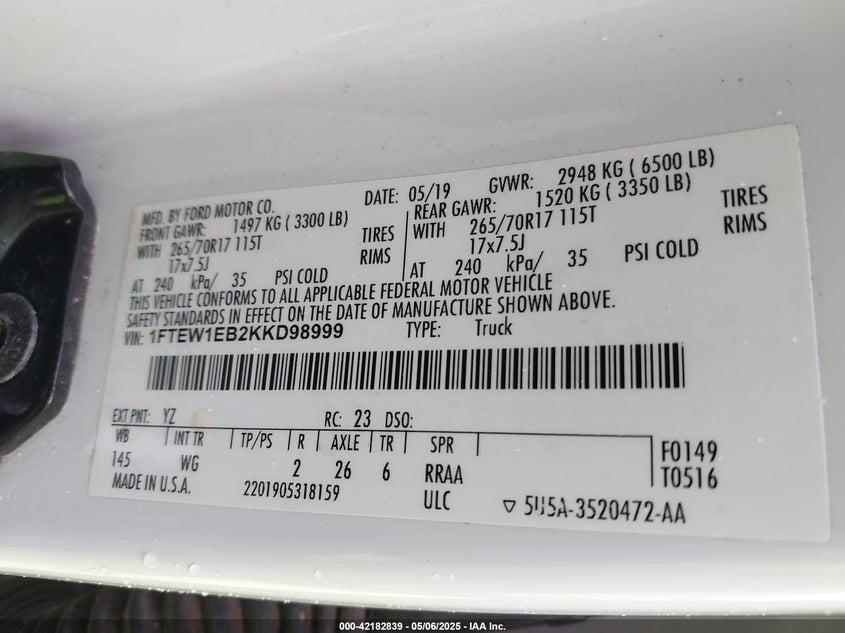 MFD. BY FORD MOTOR CO.
DATE: 05/19 GVWR: 2948 KG ( 6500 LB)
FRONT GAWR: 1497 KG ( 3300 LB)
WITH 265/70R17 115T TIRES
17x7.5J RIMS
AT 240 kPa/ 35 PSI COLD
REAR GAWR: 1520 KG ( 3350 LB)
WITH 265/70R17 115T TIRES
17x7.5J RIMS
AT 240 kPa/ 35 PSI COLD
THIS VEHICLE CONFORMS TO ALL APPLICABLE FEDERAL MOTOR VEHICLE
SAFETY STANDARDS IN EFFECT ON THE DATE OF MANUFACTURE SHOWN ABOVE.
VIN: 1FTEW1EB2KKD98999 TYPE: Truck
EXT PNT: YZ RC: 23 DSO:
WB INT TR TP/PS R AXLE TR SPR F0149
145 WG 2 26 6 RRAA T0516
MADE IN U.S.A. 2201905318159 ULC ▽ 5U5A-3520472-AA
000-42182839 - 05/06/2025 - IAA Inc.